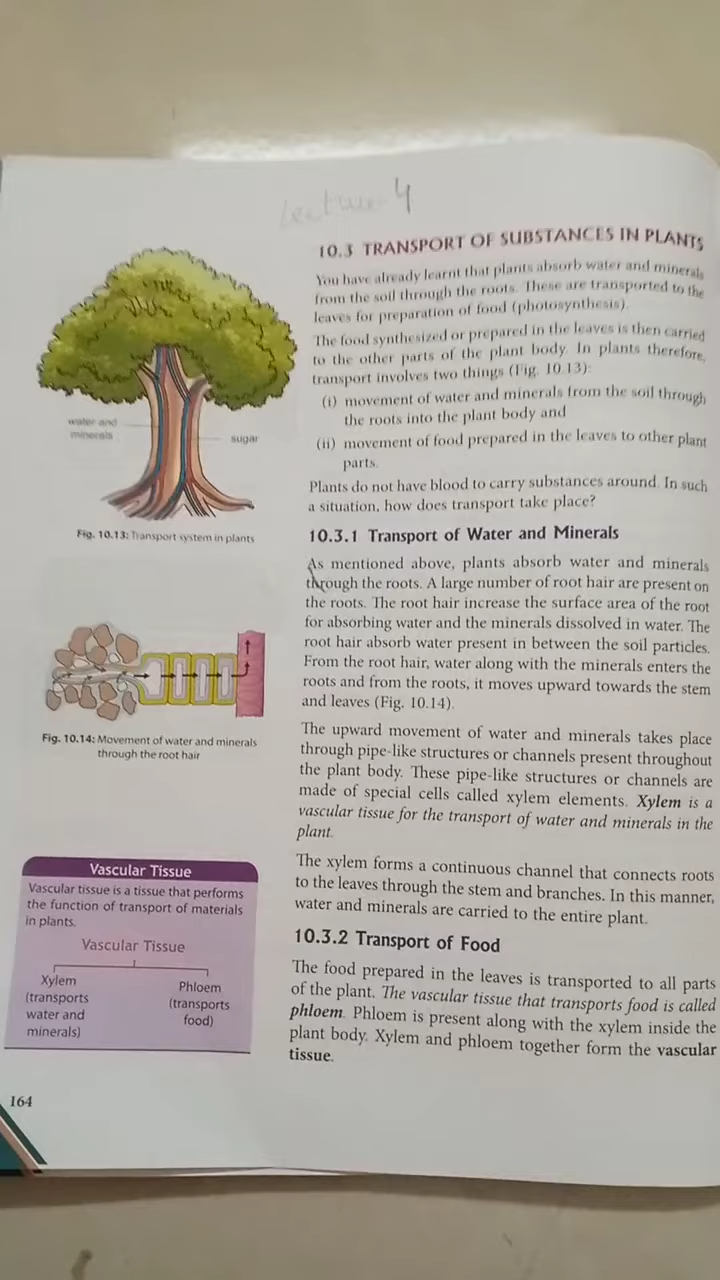 Lecture 4
10.3 TRANSPORT OF SUBSTANCES IN PLANTS
You have already learnt that plants absorb water and minerals
from the soil through the roots. These are transported to the
leaves for preparation of food (photosynthesis).
The food synthesized or prepared in the leaves is then carried
to the other parts of the plant body. In plants therefore,
transport involves two things (Fig. 10.13):
(i) movement of water and minerals from the soil through
the roots into the plant body and
(ii) movement of food prepared in the leaves to other plant
parts.
Plants do not have blood to carry substances around. In such
a situation, how does transport take place?
water and
minerals
sugar
Fig. 10.13: Transport system in plants
10.3.1 Transport of Water and Minerals
As mentioned above, plants absorb water and minerals
through the roots. A large number of root hair are present on
the roots. The root hair increase the surface area of the root
for absorbing water and the minerals dissolved in water. The
root hair absorb water present in between the soil particles.
From the root hair, water along with the minerals enters the
roots and from the roots, it moves upward towards the stem
and leaves (Fig. 10.14).
Fig. 10.14: Movement of water and minerals
through the root hair
The upward movement of water and minerals takes place
through pipe-like structures or channels present throughout
the plant body. These pipe-like structures or channels are
made of special cells called xylem elements. Xylem is a
vascular tissue for the transport of water and minerals in the
plant.
The xylem forms a continuous channel that connects roots
to the leaves through the stem and branches. In this manner,
water and minerals are carried to the entire plant.
Vascular Tissue
Vascular tissue is a tissue that performs
the function of transport of materials
in plants.
Vascular Tissue
Xylem
(transports
water and
minerals)
Phloem
(transports
food)
10.3.2 Transport of Food
The food prepared in the leaves is transported to all parts
of the plant. The vascular tissue that transports food is called
phloem. Phloem is present along with the xylem inside the
plant body. Xylem and phloem together form the vascular
tissue.
164